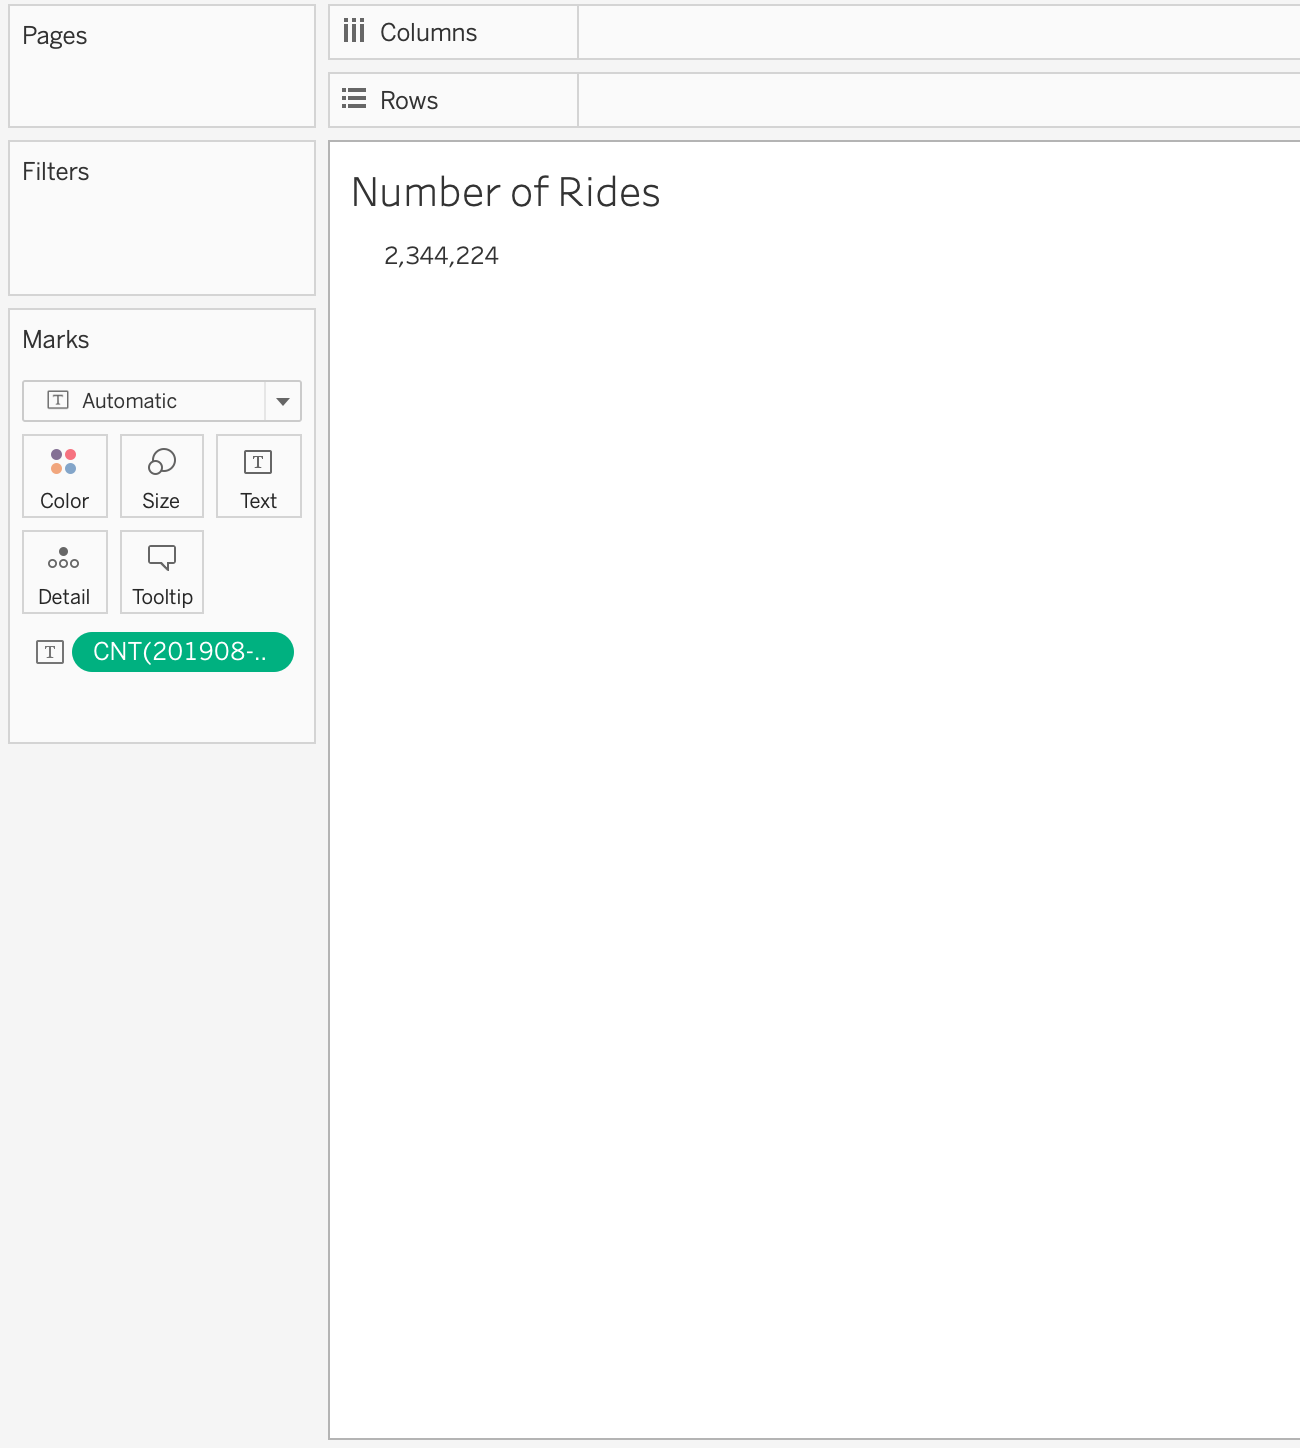 Pages
Columns
Rows
Filters
Number of Rides
2,344,224
Marks
Automatic
Color
Size
Text
Detail
Tooltip
CNT(201908-..